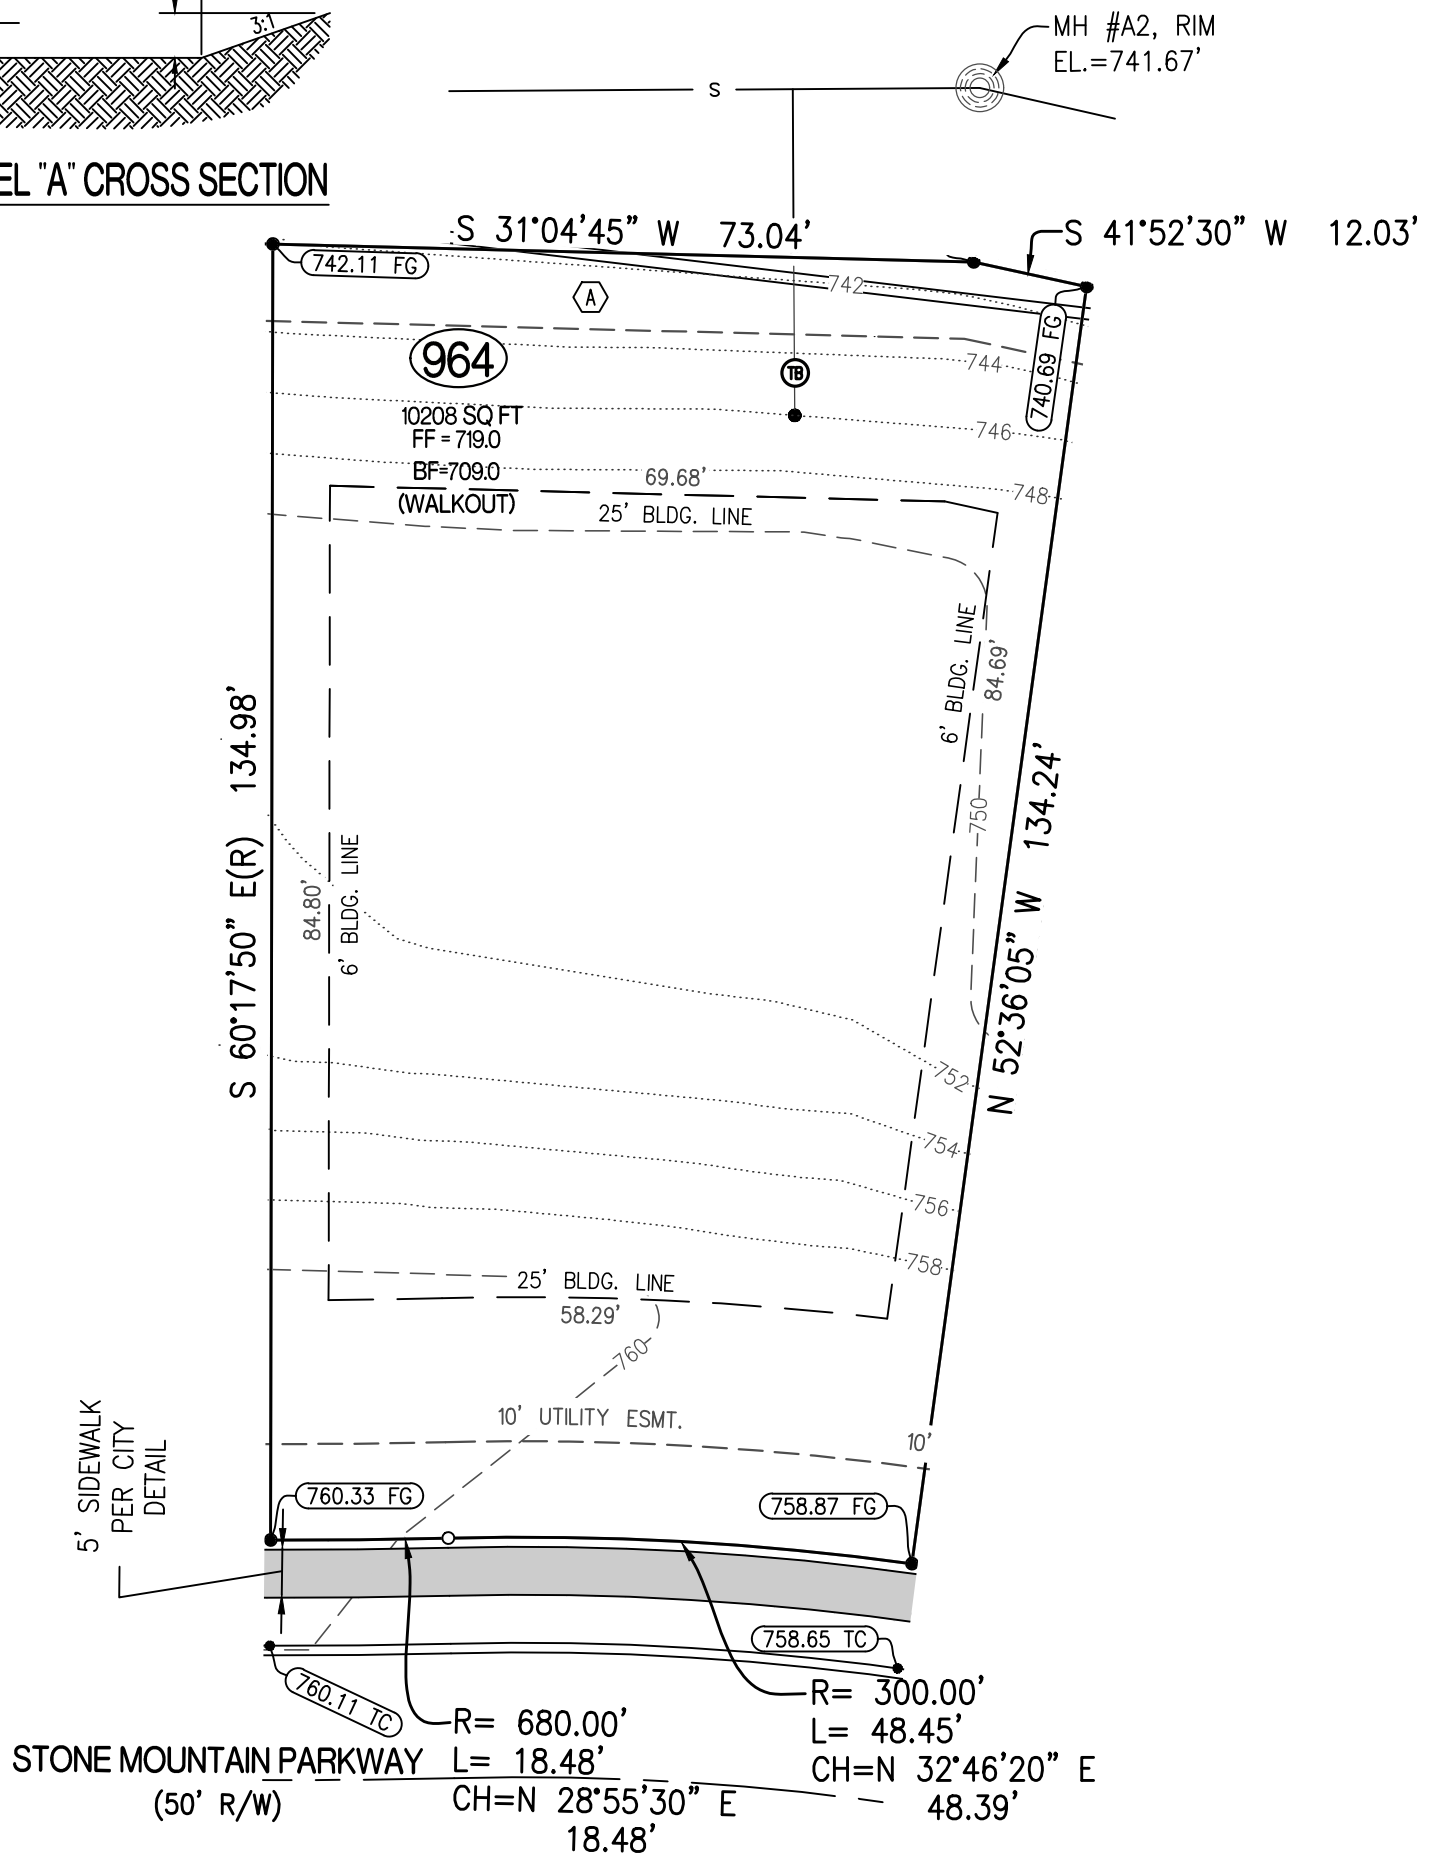 3:1
MH #A2, RIM
EL.=741.67'
S
EL "A" CROSS SECTION
S 31°04'45" W 73.04'
S 41°52'30" W 12.03'
742.11 FG
742
A
740.69 FG
964
744
TB
10208 SQ FT
FF = 719.0
746
BF=709.0
69.68'
(WALKOUT)
748
25' BLDG. LINE
6' BLDG. LINE
84.69'
S 60°17'50" E(R) 134.98'
N 52°36'05" W 134.24'
750
84.80'
6' BLDG. LINE
752
754
756
758
25' BLDG. LINE
58.29'
760
10' UTILITY ESMT.
10'
5' SIDEWALK
PER CITY
DETAIL
760.33 FG
758.87 FG
758.65 TC
760.11 TC
R= 300.00'
L= 48.45'
CH=N 32°46'20" E
48.39'
R= 680.00'
L= 18.48'
CH=N 28°55'30" E
18.48'
STONE MOUNTAIN PARKWAY
(50' R/W)